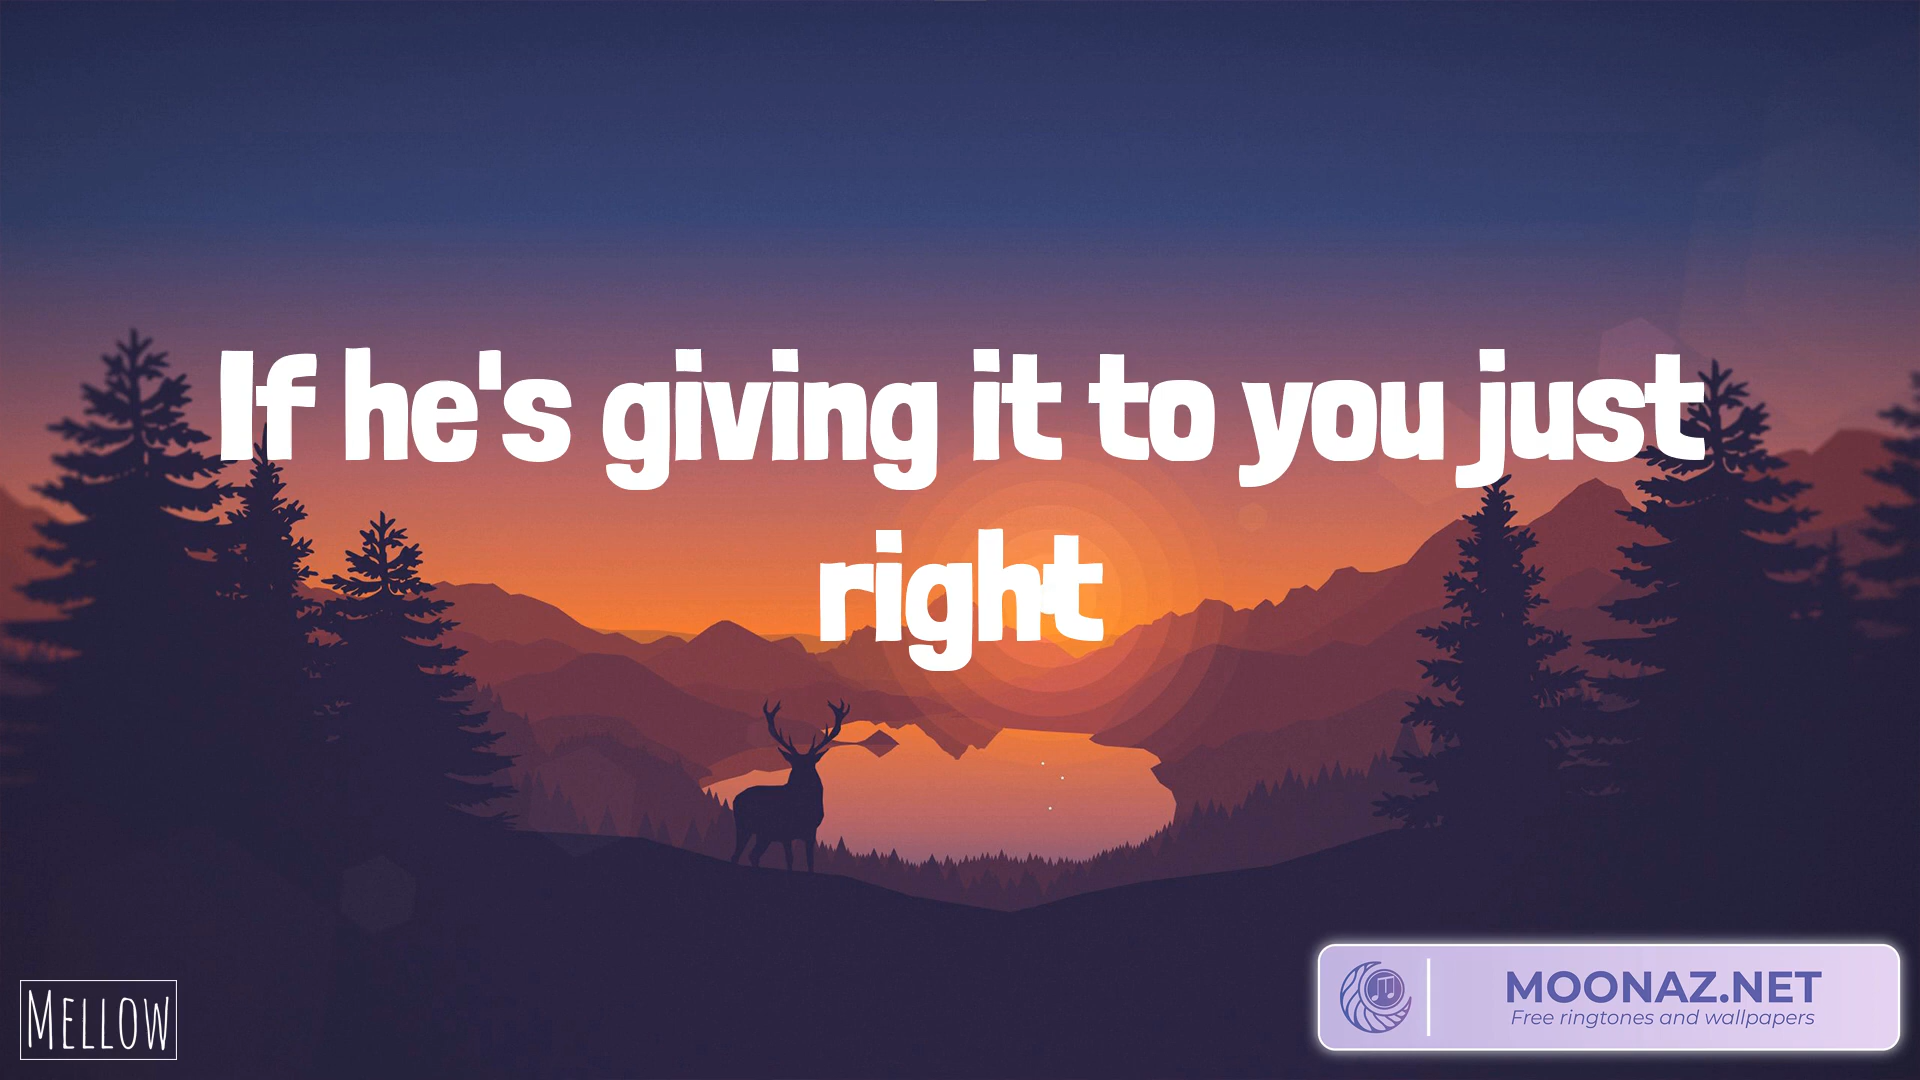 If he's giving it to you just
right
MELLOW
MOONAZ.NET
Free ringtones and wallpapers